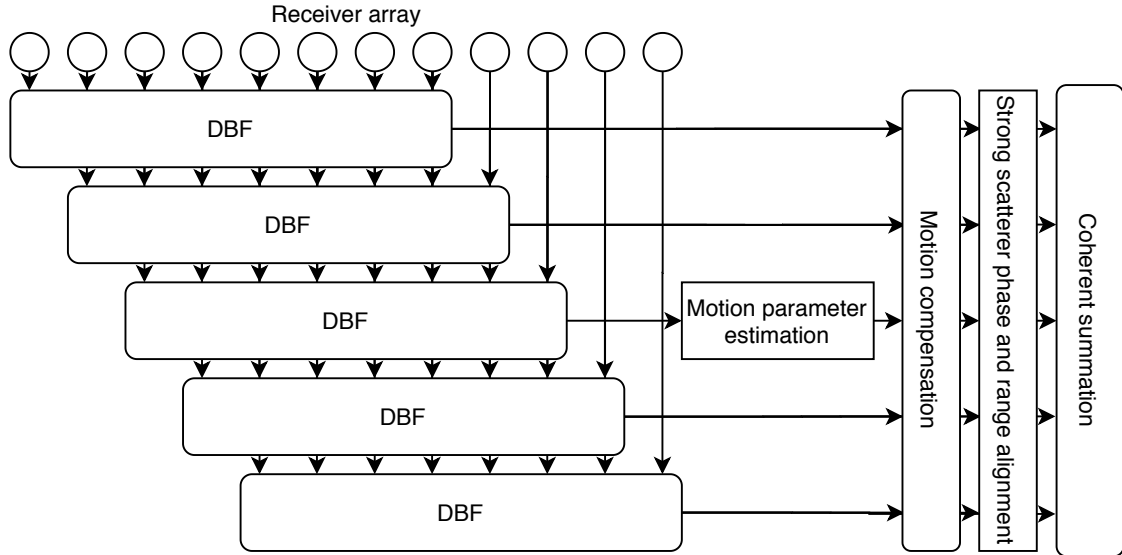 Receiver array
DBF
DBF
DBF
Motion parameter
estimation
DBF
DBF
Motion compensation
Strong scatterer phase and range alignment
Coherent summation